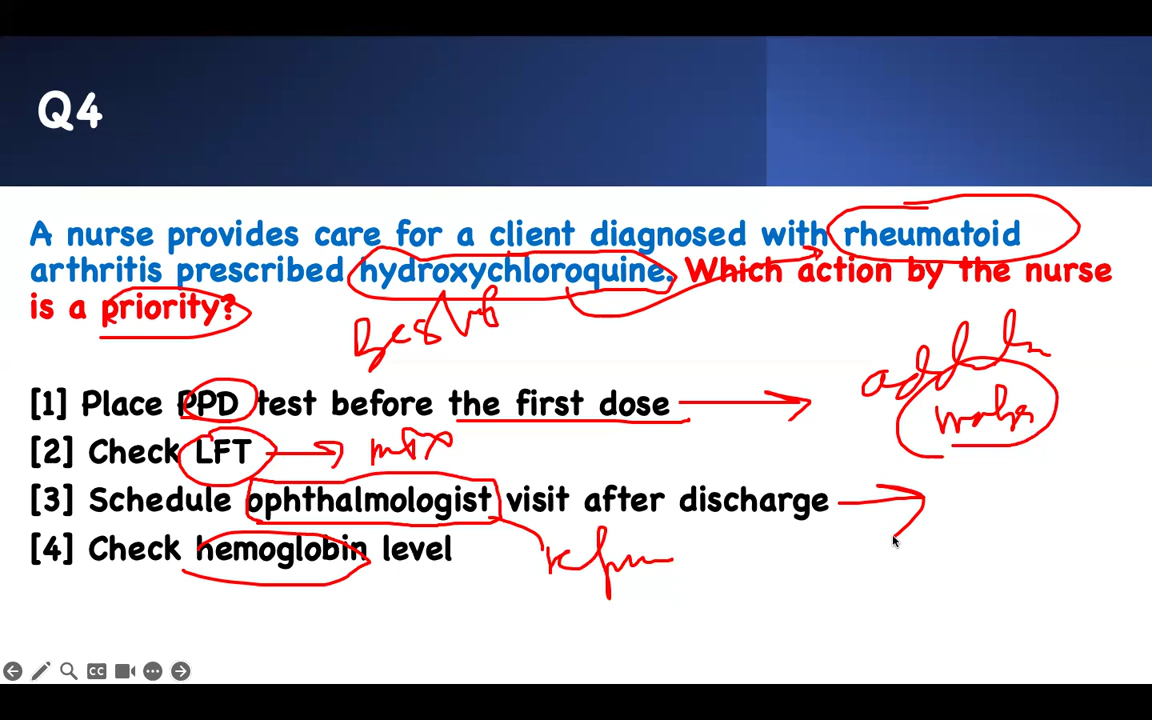 Q4
A nurse provides care for a client diagnosed with rheumatoid
arthritis prescribed hydroxychloroquine. Which action by the nurse
is a priority?
[1] Place PPD test before the first dose
[2] Check LFT
mtx
[3] Schedule ophthalmologist visit after discharge
[4] Check hemoglobin level
CC